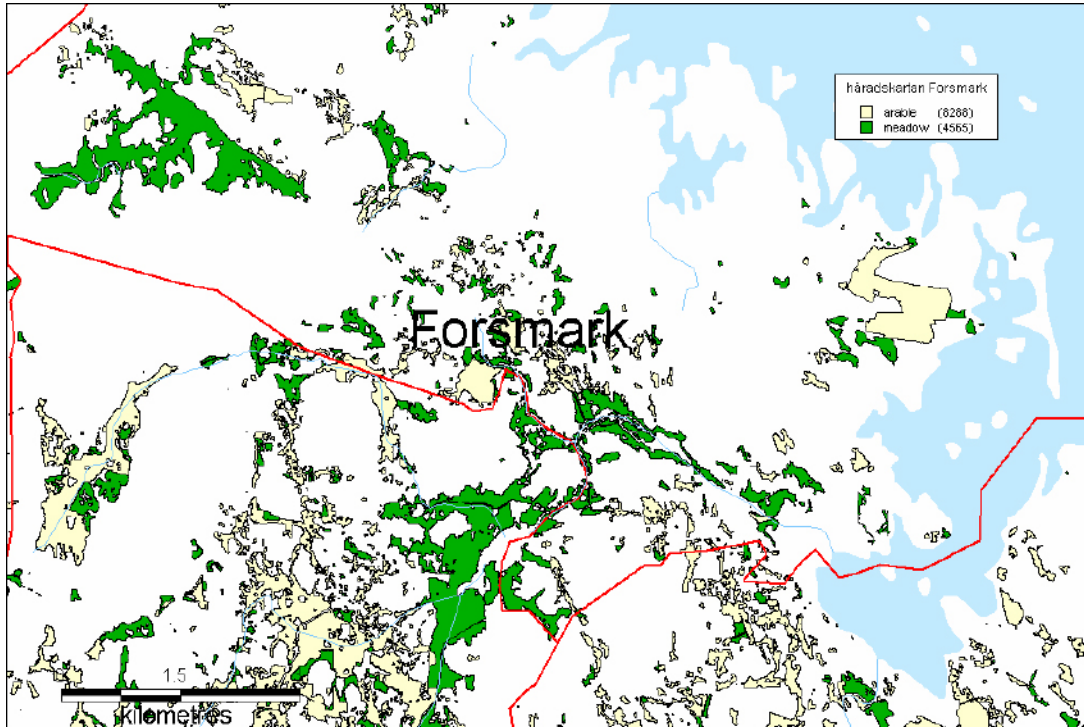 häradskartan Forsmark
arable (8288)
meadow (4565)
Forsmark
1.5
kilometres